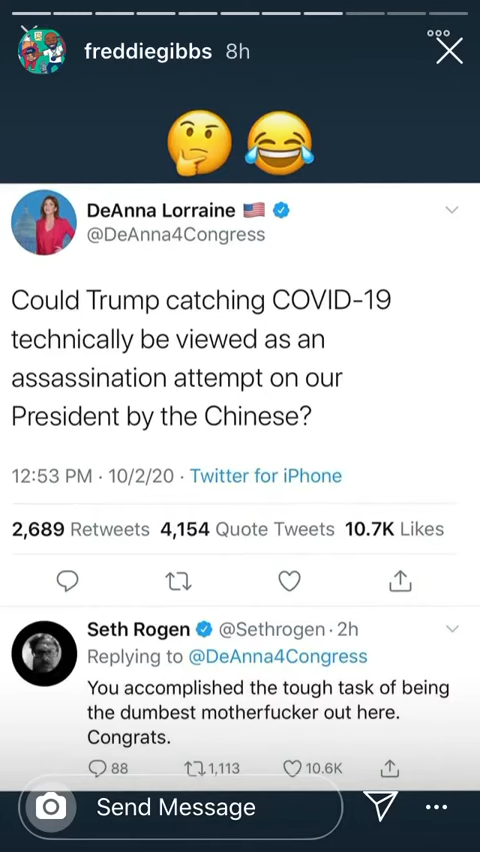 freddiegibbs 8h
DeAnna Lorraine
@DeAnna4Congress
Could Trump catching COVID-19
technically be viewed as an
assassination attempt on our
President by the Chinese?
12:53 PM · 10/2/20 · Twitter for iPhone
2,689 Retweets 4,154 Quote Tweets 10.7K Likes
Seth Rogen @Sethrogen · 2h
Replying to @DeAnna4Congress
You accomplished the tough task of being
the dumbest motherfucker out here.
Congrats.
88 1,113 10.6K
Send Message